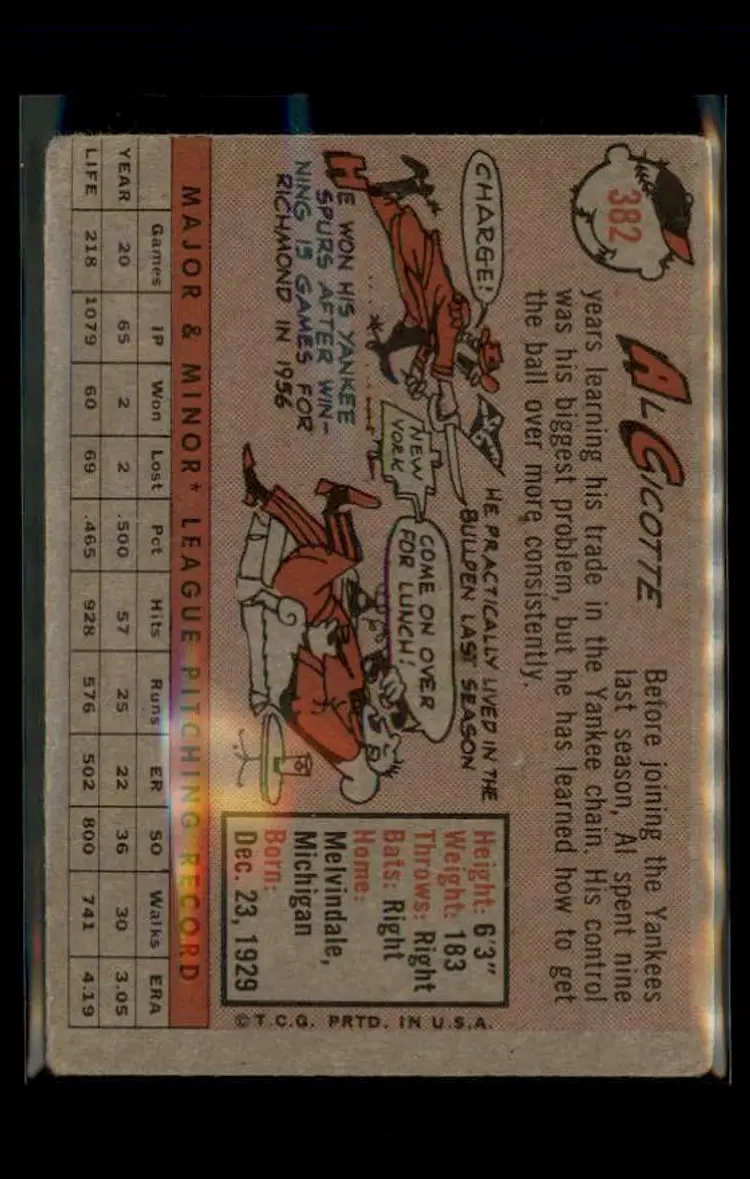 382
AL CICOTTE
Before joining the Yankees
last season, Al spent nine
years learning his trade in the Yankee chain. His control
was his biggest problem, but he has learned how to get
the ball over more consistently.
CHARGE!
HE WON HIS YANKEE
SPURS AFTER WIN-
NING 15 GAMES FOR
RICHMOND IN 1956
NEW
YORK
HE PRACTICALLY LIVED IN THE
BULLPEN LAST SEASON
COME ON OVER
FOR LUNCH!
Height: 6'3"
Weight: 183
Throws: Right
Bats: Right
Home:
Melvindale,
Michigan
Born:
Dec. 23, 1929
© T.C.G. PRTD. IN U.S.A.
MAJOR & MINOR* LEAGUE PITCHING RECORD
Games IP Won Lost Pct Hits Runs ER SO Walks ERA
YEAR 20 65 2 2 .500 57 25 22 36 30 3.05
LIFE 218 1079 60 69 .465 928 576 502 800 741 4.19